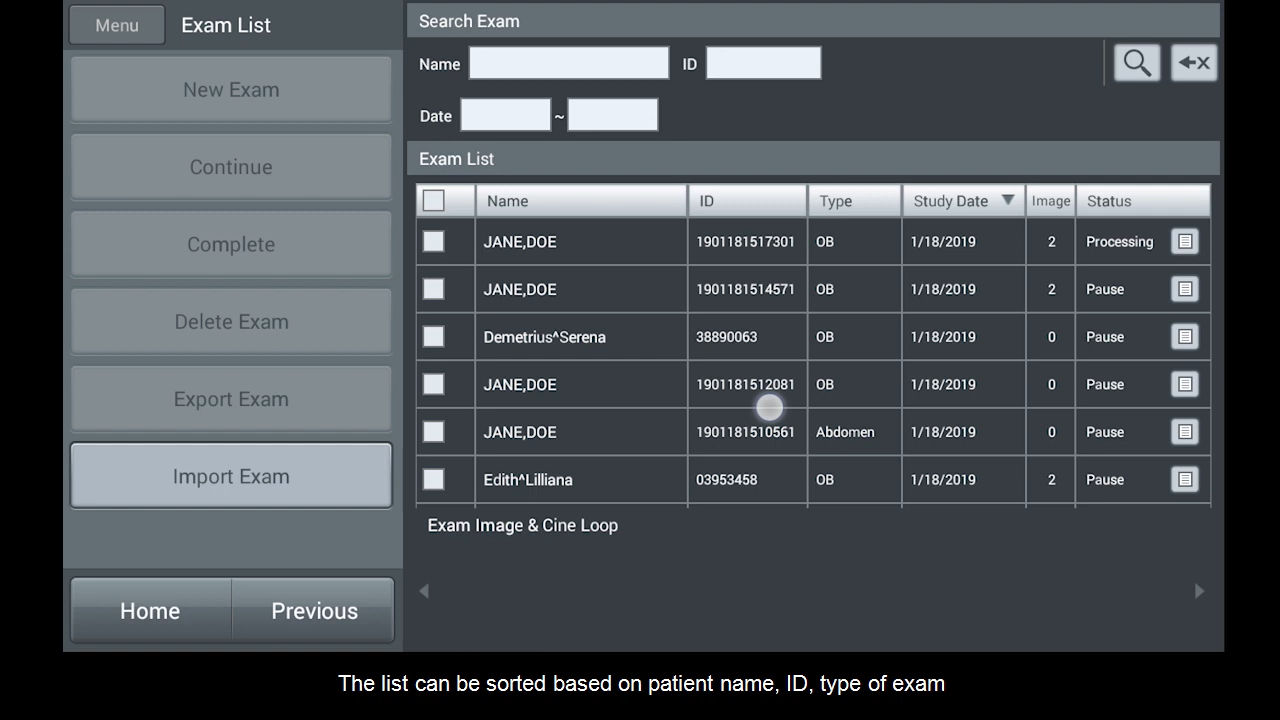 Menu Exam List
New Exam
Continue
Complete
Delete Exam
Export Exam
Import Exam
Home Previous
Search Exam
Name ID
Date ~
Exam List
Name ID Type Study Date Image Status
JANE,DOE 1901181517301 OB 1/18/2019 2 Processing
JANE,DOE 1901181514571 OB 1/18/2019 2 Pause
Demetrius^Serena 38890063 OB 1/18/2019 0 Pause
JANE,DOE 1901181512081 OB 1/18/2019 0 Pause
JANE,DOE 1901181510561 Abdomen 1/18/2019 0 Pause
Edith^Lilliana 03953458 OB 1/18/2019 2 Pause
Exam Image & Cine Loop
The list can be sorted based on patient name, ID, type of exam